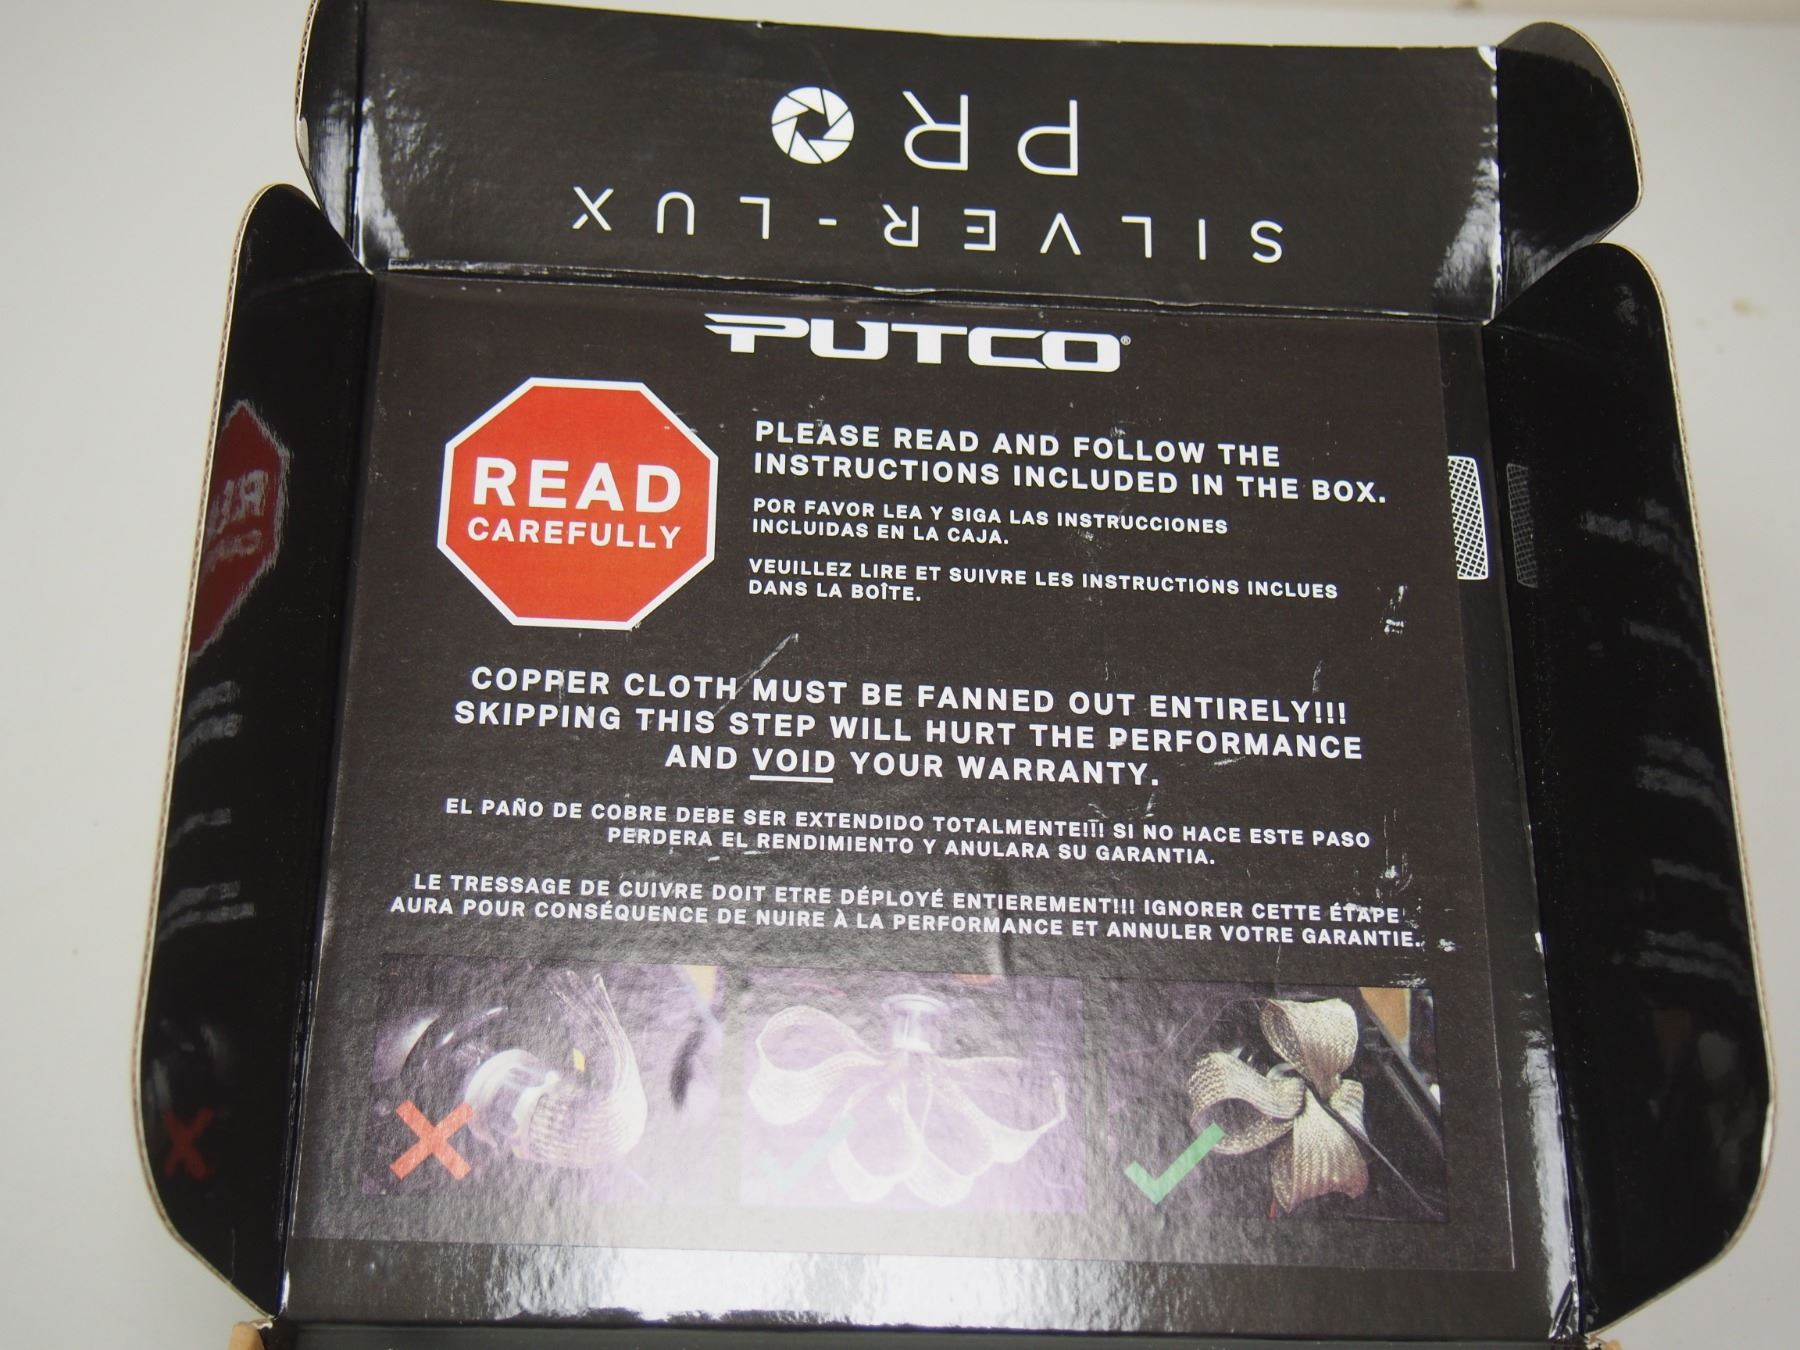 SILVER-LUX
PRO
PUTCO®
READ
CAREFULLY
PLEASE READ AND FOLLOW THE
INSTRUCTIONS INCLUDED IN THE BOX.
POR FAVOR LEA Y SIGA LAS INSTRUCCIONES
INCLUIDAS EN LA CAJA.
VEUILLEZ LIRE ET SUIVRE LES INSTRUCTIONS INCLUES
DANS LA BOÎTE.
COPPER CLOTH MUST BE FANNED OUT ENTIRELY!!!
SKIPPING THIS STEP WILL HURT THE PERFORMANCE
AND VOID YOUR WARRANTY.
EL PAÑO DE COBRE DEBE SER EXTENDIDO TOTALMENTE!!! SI NO HACE ESTE PASO
PERDERA EL RENDIMIENTO Y ANULARA SU GARANTIA.
LE TRESSAGE DE CUIVRE DOIT ETRE DÉPLOYÉ ENTIEREMENT!!! IGNORER CETTE ÉTAPE
AURA POUR CONSÉQUENCE DE NUIRE À LA PERFORMANCE ET ANNULER VOTRE GARANTIE.